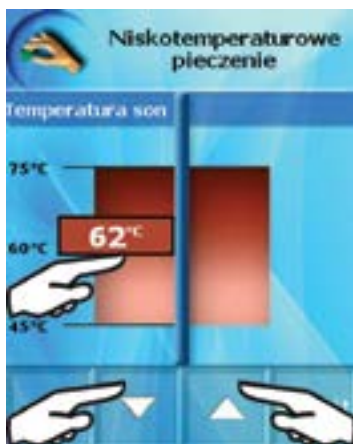 Niskotemperaturowe
pieczenie
Temperatura son
75°C
62°C
60°C
45°C